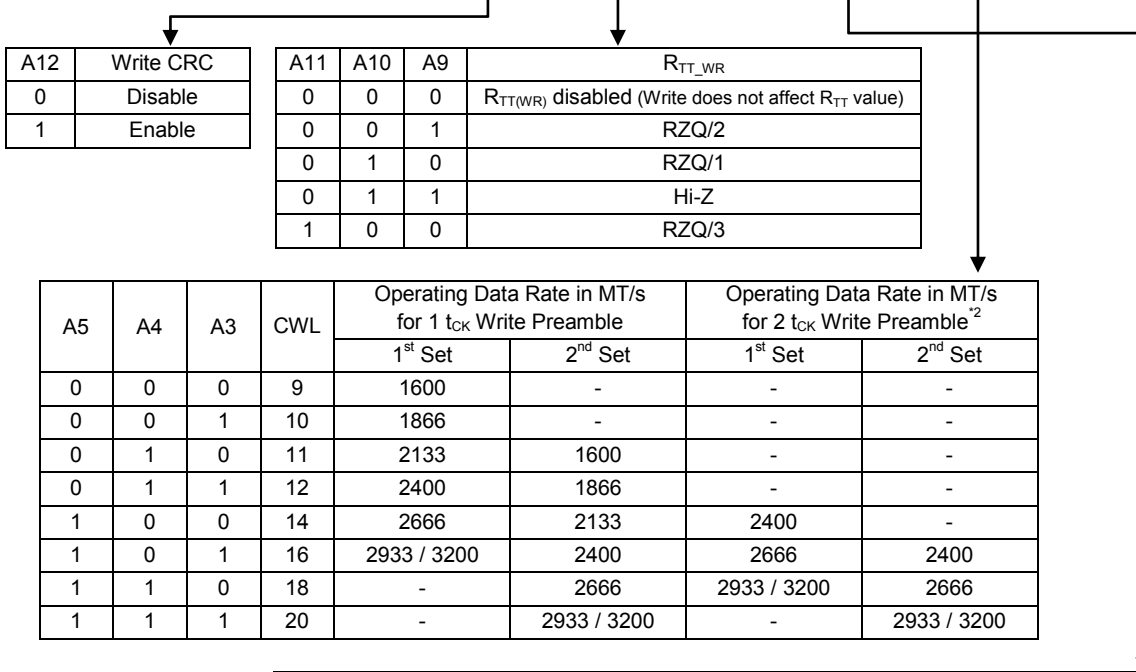 A12 Write CRC
0 Disable
1 Enable
A11 A10 A9 RTT_WR
0 0 0 RTT(WR) disabled (Write does not affect RTT value)
0 0 1 RZQ/2
0 1 0 RZQ/1
0 1 1 Hi-Z
1 0 0 RZQ/3
A5 A4 A3 CWL Operating Data Rate in MT/s for 1 tCK Write Preamble Operating Data Rate in MT/s for 2 tCK Write Preamble*2
1st Set 2nd Set 1st Set 2nd Set
0 0 0 9 1600 - - -
0 0 1 10 1866 - - -
0 1 0 11 2133 1600 - -
0 1 1 12 2400 1866 - -
1 0 0 14 2666 2133 2400 -
1 0 1 16 2933 / 3200 2400 2666 2400
1 1 0 18 - 2666 2933 / 3200 2666
1 1 1 20 - 2933 / 3200 - 2933 / 3200